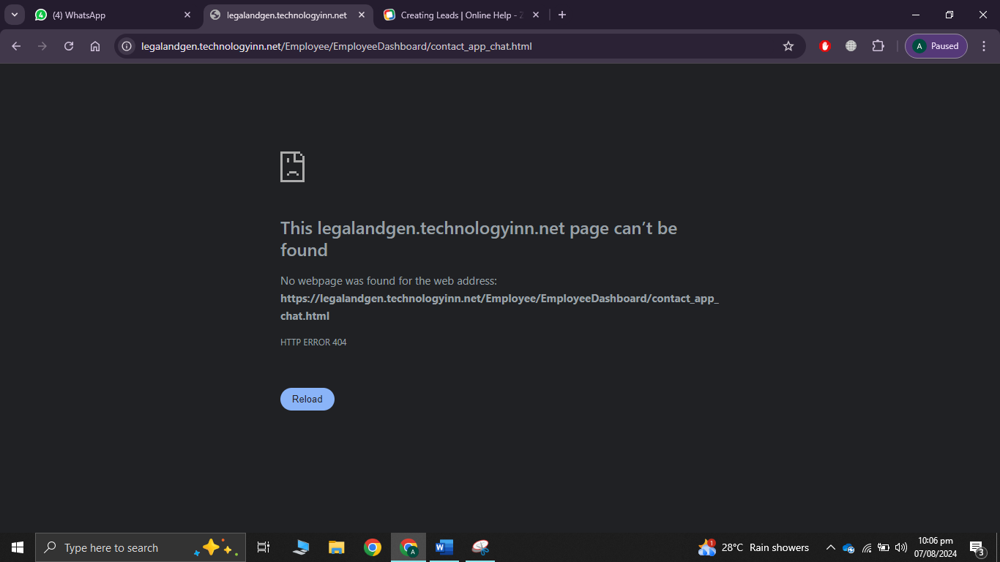 (4) WhatsApp
legalandgen.technologyinn.net
Creating Leads | Online Help - Z
legalandgen.technologyinn.net/Employee/EmployeeDashboard/contact_app_chat.html
A Paused
This legalandgen.technologyinn.net page can’t be
found
No webpage was found for the web address:
https://legalandgen.technologyinn.net/Employee/EmployeeDashboard/contact_app_
chat.html
HTTP ERROR 404
Reload
Type here to search
28°C Rain showers
10:06 pm
07/08/2024
3